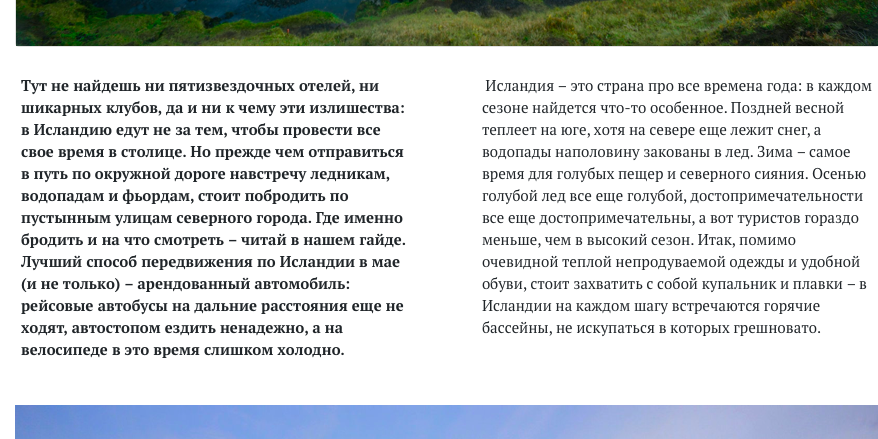 Тут не найдешь ни пятизвездочных отелей, ни
шикарных клубов, да и ни к чему эти излишества:
в Исландию едут не за тем, чтобы провести все
свое время в столице. Но прежде чем отправиться
в путь по окружной дороге навстречу ледникам,
водопадам и фьордам, стоит побродить по
пустынным улицам северного города. Где именно
бродить и на что смотреть – читай в нашем гайде.
Лучший способ передвижения по Исландии в мае
(и не только) – арендованный автомобиль:
рейсовые автобусы на дальние расстояния еще не
ходят, автостопом ездить ненадежно, а на
велосипеде в это время слишком холодно.
Исландия – это страна про все времена года: в каждом
сезоне найдется что-то особенное. Поздней весной
теплеет на юге, хотя на севере еще лежит снег, а
водопады наполовину закованы в лед. Зима – самое
время для голубых пещер и северного сияния. Осенью
голубой лед все еще голубой, достопримечательности
все еще достопримечательны, а вот туристов гораздо
меньше, чем в высокий сезон. Итак, помимо
очевидной теплой непродуваемой одежды и удобной
обуви, стоит захватить с собой купальник и плавки – в
Исландии на каждом шагу встречаются горячие
бассейны, не искупаться в которых грешновато.